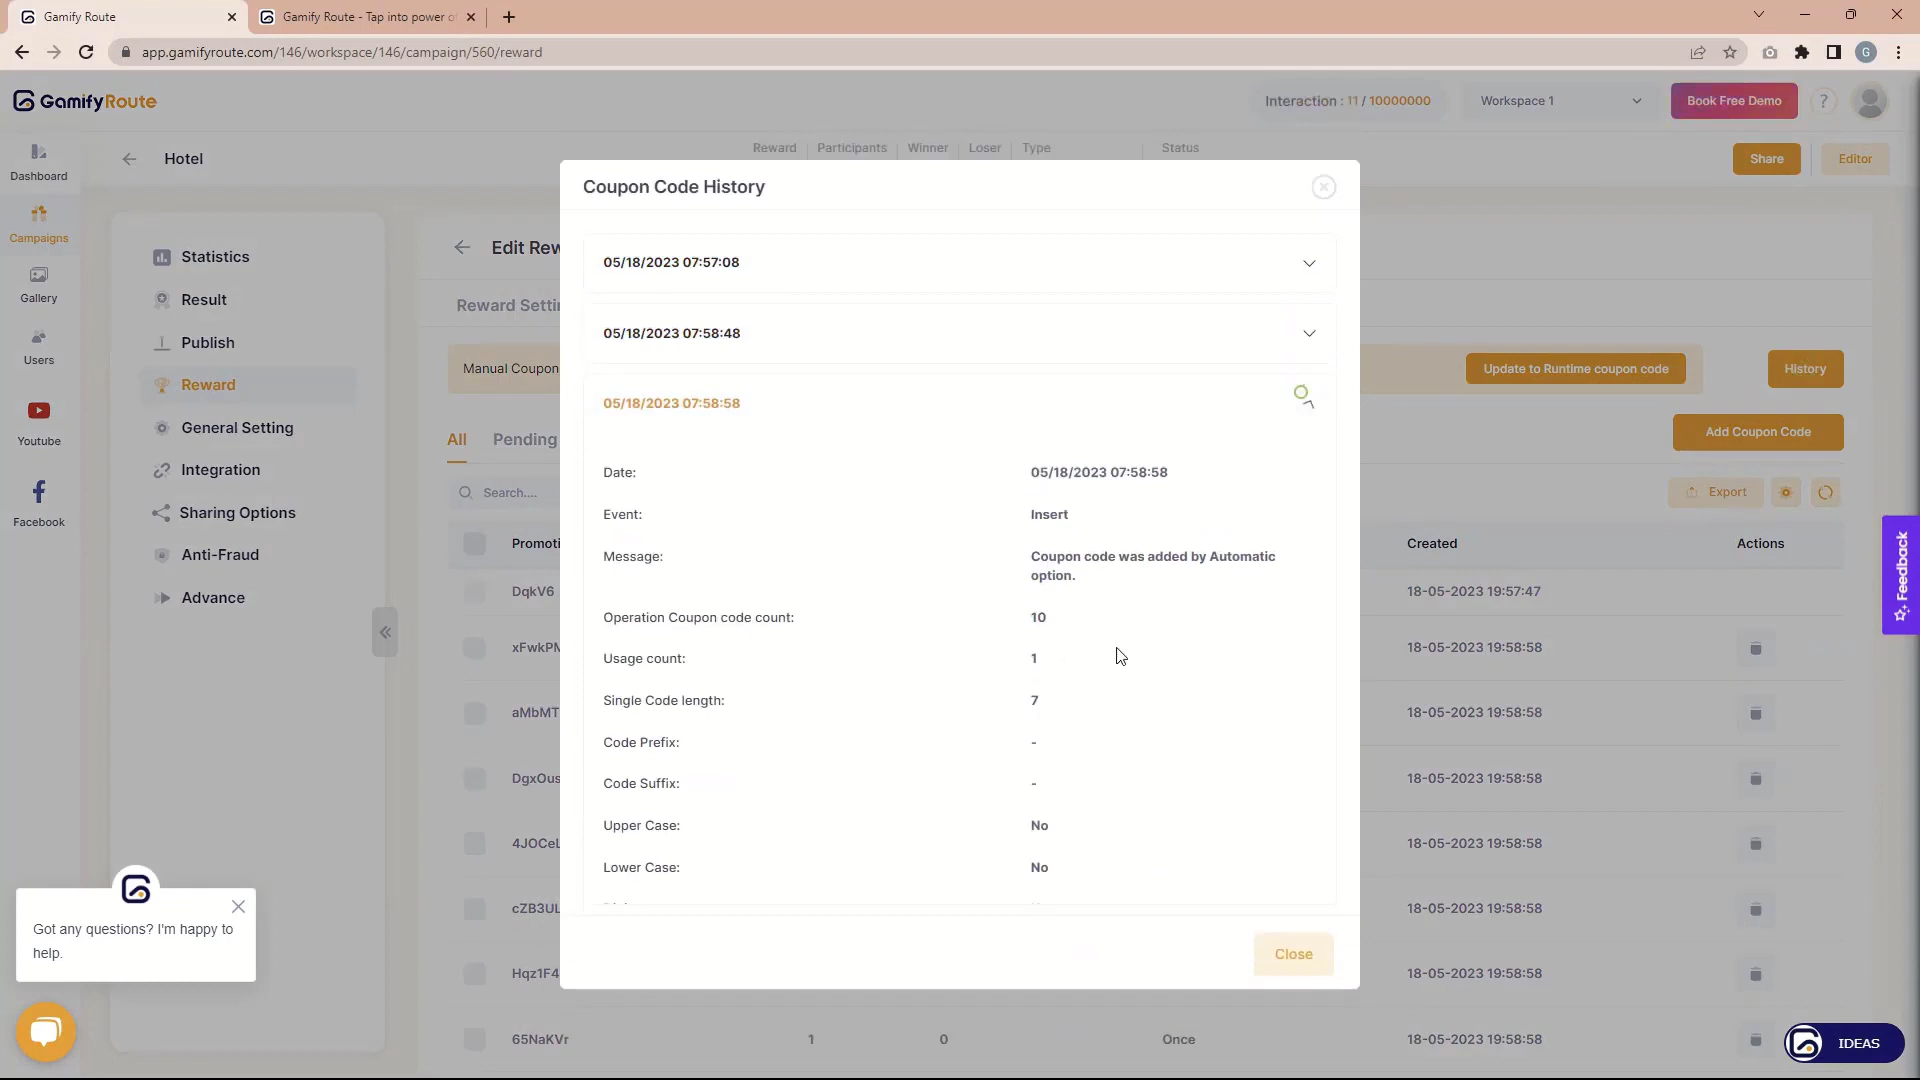 Gamify Route
Gamify Route - Tap into power o
app.gamifyroute.com/146/workspace/146/campaign/560/reward
G
GamifyRoute
Interaction : 11 / 10000000
Workspace 1
Book Free Demo
?
Dashboard
Campaigns
Gallery
Users
Youtube
Facebook
Hotel
Reward
Participants
Winner
Loser
Type
Status
Share
Editor
Statistics
Result
Publish
Reward
General Setting
Integration
Sharing Options
Anti-Fraud
Advance
Edit Rew
Reward Settin
Manual Coupon
Update to Runtime coupon code
History
All
Pending
Add Coupon Code
Search....
Export
Promoti
Created
Actions
DqkV6
18-05-2023 19:57:47
xFwkPM
18-05-2023 19:58:58
aMbMT
18-05-2023 19:58:58
DgxOus
18-05-2023 19:58:58
4JOCeL
18-05-2023 19:58:58
cZB3UL
18-05-2023 19:58:58
Hqz1F4
18-05-2023 19:58:58
65NaKVr
1
0
Once
18-05-2023 19:58:58
Coupon Code History
05/18/2023 07:57:08
05/18/2023 07:58:48
05/18/2023 07:58:58
Date:
05/18/2023 07:58:58
Event:
Insert
Message:
Coupon code was added by Automatic
option.
Operation Coupon code count:
10
Usage count:
1
Single Code length:
7
Code Prefix:
-
Code Suffix:
-
Upper Case:
No
Lower Case:
No
Close
Feedback
Got any questions? I'm happy to
help.
IDEAS